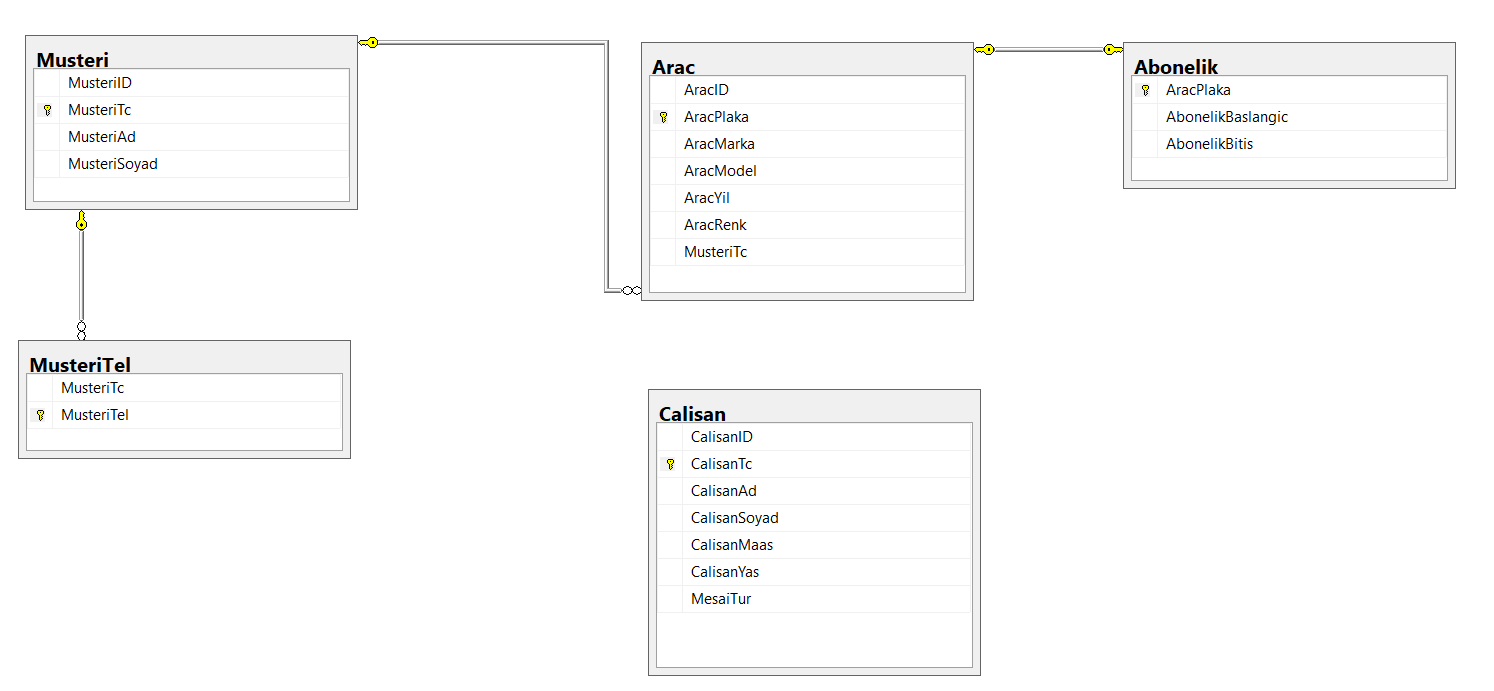 Musteri
MusteriID
MusteriTc
MusteriAd
MusteriSoyad
Arac
AracID
AracPlaka
AracMarka
AracModel
AracYil
AracRenk
MusteriTc
Abonelik
AracPlaka
AbonelikBaslangic
AbonelikBitis
MusteriTel
MusteriTc
MusteriTel
Calisan
CalisanID
CalisanTc
CalisanAd
CalisanSoyad
CalisanMaas
CalisanYas
MesaiTur